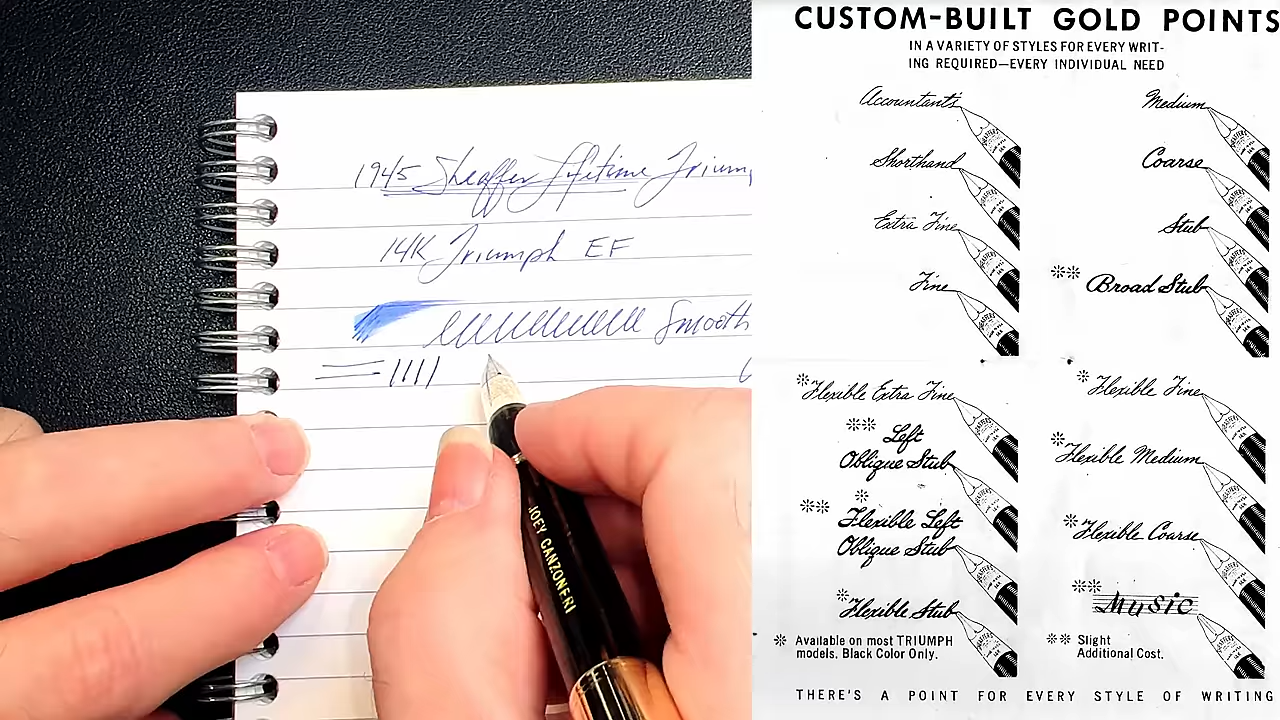 1945 Sheaffer Lifetime Trium
14K Triumph EF
Smooth
JOEY CANZONERI
CUSTOM-BUILT GOLD POINTS
IN A VARIETY OF STYLES FOR EVERY WRIT-
ING REQUIRED—EVERY INDIVIDUAL NEED
Accountants
Medium
Shorthand
Coarse
Extra Fine
Stub
Fine
** Broad Stub
* Flexible Extra Fine
* Flexible Fine
** Left
Oblique Stub
* Flexible Medium
** * Flexible Left
Oblique Stub
* Flexible Coarse
* Flexible Stub
** Music
* Available on most TRIUMPH
models. Black Color Only.
** Slight
Additional Cost.
THERE'S A POINT FOR EVERY STYLE OF WRITING